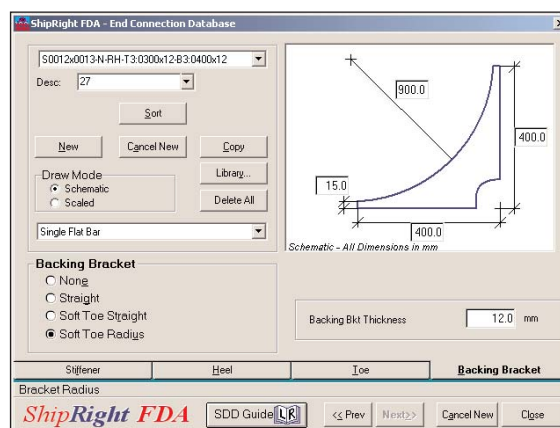 ShipRight FDA - End Connection Database
S0012x0013-N-RH-T3:0300x12-B3:0400x12
Desc: 27
Sort
New Cancel New Copy
Draw Mode
Schematic
Scaled
Library...
Delete All
Single Flat Bar
900.0
400.0
15.0
400.0
Schematic - All Dimensions in mm
Backing Bracket
None
Straight
Soft Toe Straight
Soft Toe Radius
Backing Bkt Thickness 12.0 mm
Stiffener Heel Toe Backing Bracket
Bracket Radius
ShipRight FDA SDD Guide LR << Prev Next>> Cancel New Close